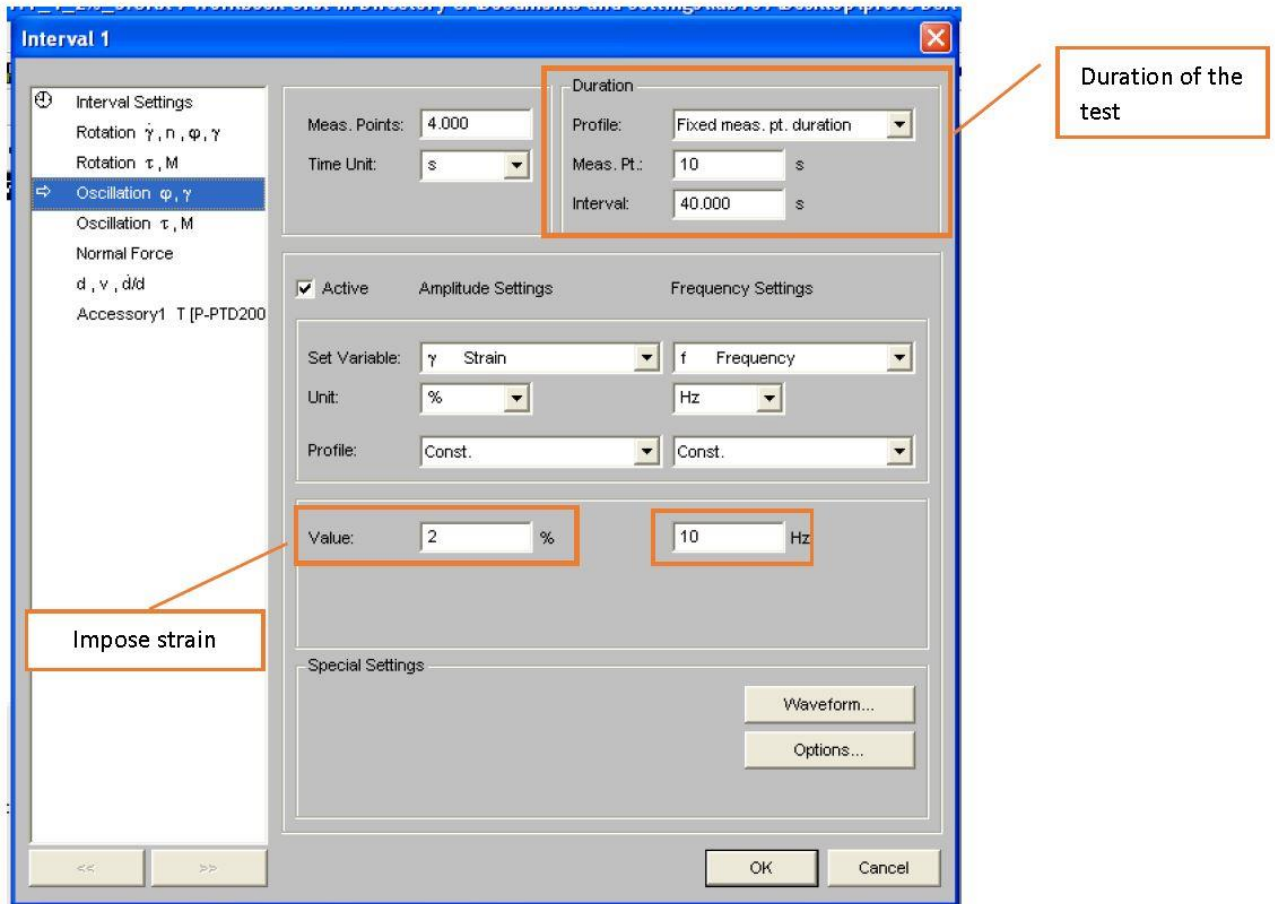 Interval 1
Interval Settings
Rotation γ̇ , n , φ , γ
Rotation τ , M
Oscillation φ, γ
Oscillation τ , M
Normal Force
d , v , ḋ/d
Accessory1 T [P-PTD200
<<
>>
Meas. Points: 4.000
Time Unit: s
Duration
Profile: Fixed meas. pt. duration
Meas. Pt.: 10 s
Interval: 40.000 s
Active Amplitude Settings Frequency Settings
Set Variable: γ Strain f Frequency
Unit: % Hz
Profile: Const. Const.
Value: 2 % 10 Hz
Special Settings
Waveform...
Options...
OK Cancel
Duration of the
test
Impose strain